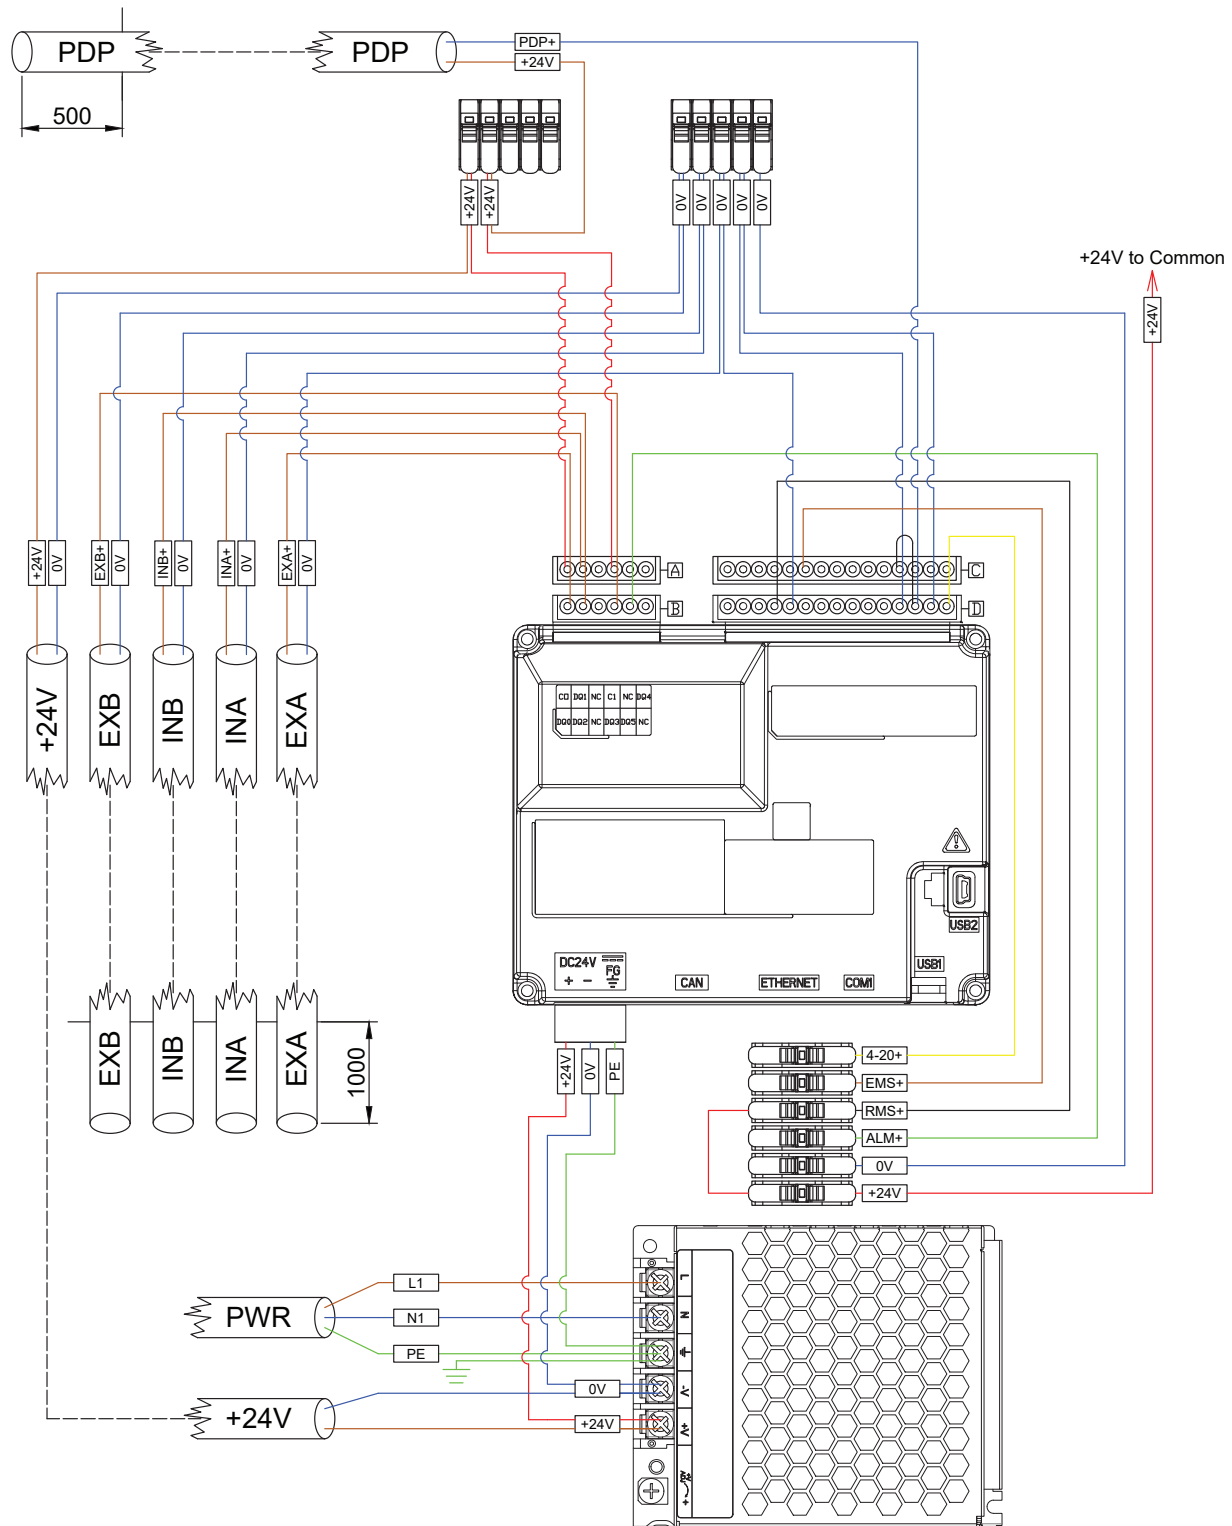 PDP
PDP
PDP+
+24V
500
+24V
+24V
0V
0V
0V
0V
0V
+24V to Common
+24V
+24V
0V
EXB+
0V
INB+
0V
INA+
0V
EXA+
0V
A
C
B
D
+24V
EXB
INB
INA
EXA
C0 DQ1 NC C1 NC DQ4
DQ0 DQ2 NC DQ3 DQ5 NC
USB2
USB1
DC24V
+ - FG
CAN
ETHERNET
COM1
EXB
INB
INA
EXA
1000
+24V
0V
PE
4-20+
EMS+
RMS+
ALM+
0V
+24V
PWR
L1
N1
PE
L
N
+24V
0V
+24V
-V
+V